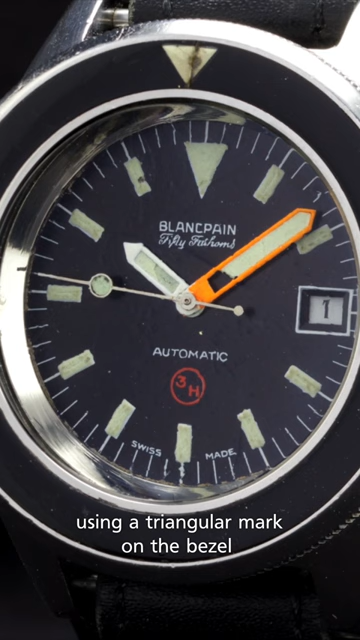 BLANCPAIN
Fifty Fathoms
1
AUTOMATIC
3H
SWISS MADE
using a triangular mark
on the bezel